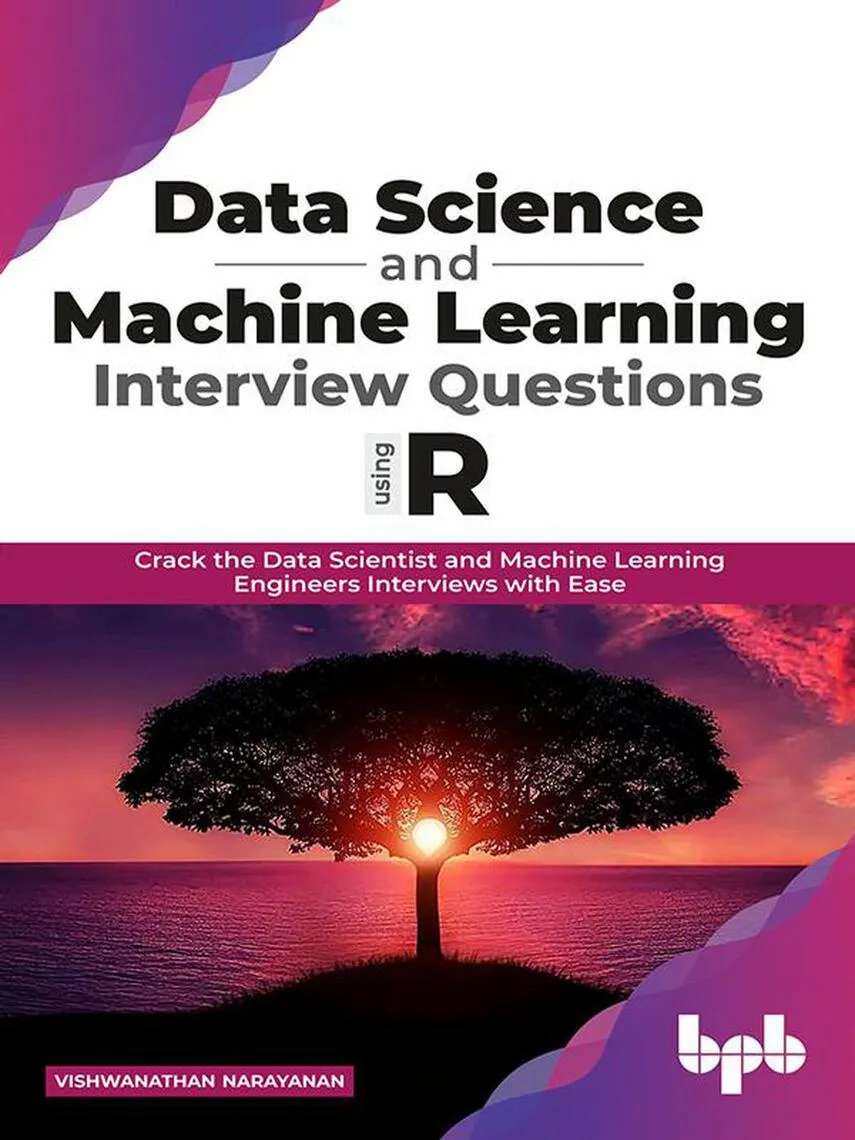 Data Science
and
Machine Learning
Interview Questions
using R
Crack the Data Scientist and Machine Learning
Engineers Interviews with Ease
VISHWANATHAN NARAYANAN
bpb